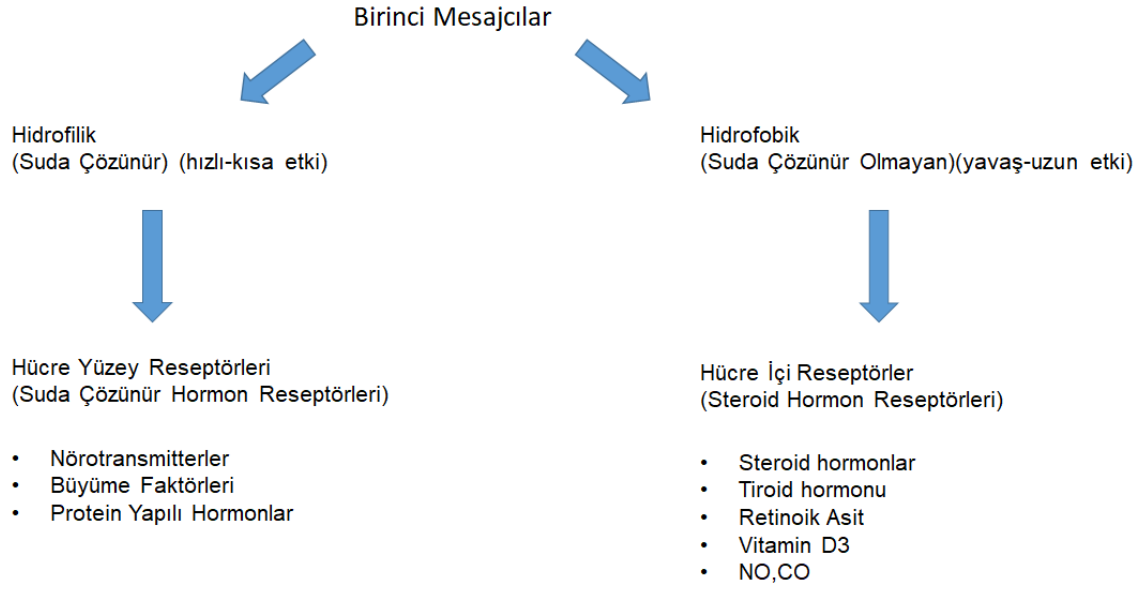 Birinci Mesajcılar
Hidrofilik
(Suda Çözünür) (hızlı-kısa etki)
Hücre Yüzey Reseptörleri
(Suda Çözünür Hormon Reseptörleri)
• Nörotransmitterler
• Büyüme Faktörleri
• Protein Yapılı Hormonlar
Hidrofobik
(Suda Çözünür Olmayan)(yavaş-uzun etki)
Hücre İçi Reseptörler
(Steroid Hormon Reseptörleri)
• Steroid hormonlar
• Tiroid hormonu
• Retinoik Asit
• Vitamin D3
• NO,CO